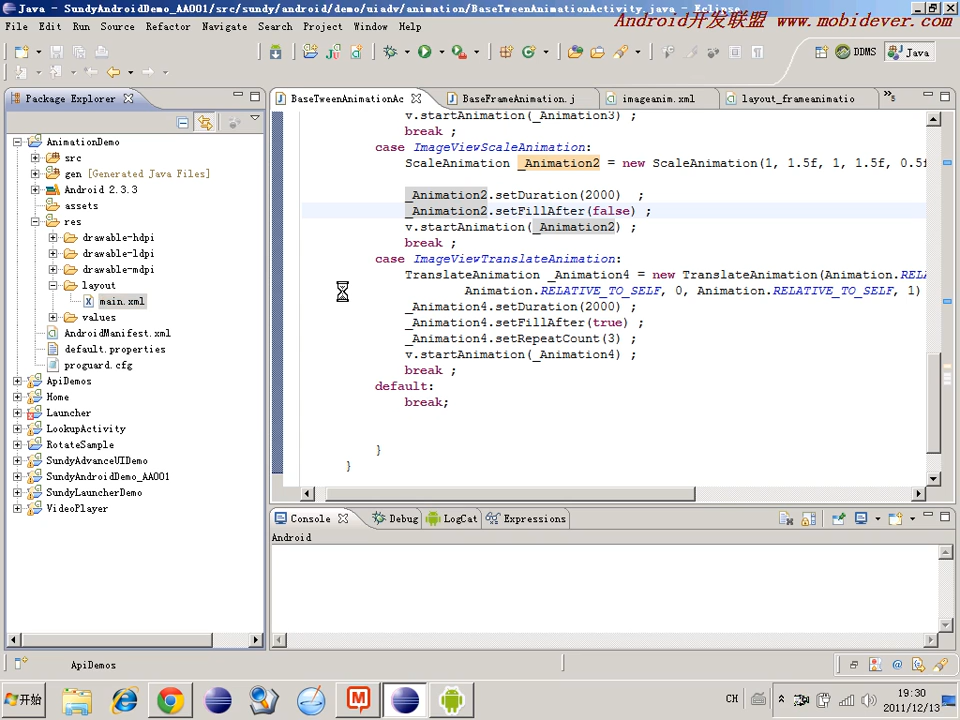 Java - SundyAndroidDemo_AA001/src/sundy/android/demo/uiadv/animation/BaseTweenAnimationActivity.java - Eclipse
Android开发联盟 www.mobidever.com
File Edit Run Source Refactor Navigate Search Project Window Help
DDMS Java
Package Explorer
BaseTweenAnimationAc BaseFrameAnimation.j imageanim.xml layout_frameanimatio 5
AnimationDemo
src
gen [Generated Java Files]
Android 2.3.3
assets
res
drawable-hdpi
drawable-ldpi
drawable-mdpi
layout
main.xml
values
AndroidManifest.xml
default.properties
proguard.cfg
ApiDemos
Home
Launcher
LookupActivity
RotateSample
SundyAdvanceUIDemo
SundyAndroidDemo_AA001
SundyLauncherDemo
VideoPlayer
v.startAnimation(_Animation3) ;
break ;
case ImageViewScaleAnimation:
ScaleAnimation _Animation2 = new ScaleAnimation(1, 1.5f, 1, 1.5f, 0.5f
_Animation2.setDuration(2000) ;
_Animation2.setFillAfter(false) ;
v.startAnimation(_Animation2) ;
break ;
case ImageViewTranslateAnimation:
TranslateAnimation _Animation4 = new TranslateAnimation(Animation.RELA
Animation.RELATIVE_TO_SELF, 0, Animation.RELATIVE_TO_SELF, 1)
_Animation4.setDuration(2000) ;
_Animation4.setFillAfter(true) ;
_Animation4.setRepeatCount(3) ;
v.startAnimation(_Animation4) ;
break ;
default:
break;
}
}
Console Debug LogCat Expressions
Android
ApiDemos
开始
CH
19:30
2011/12/13